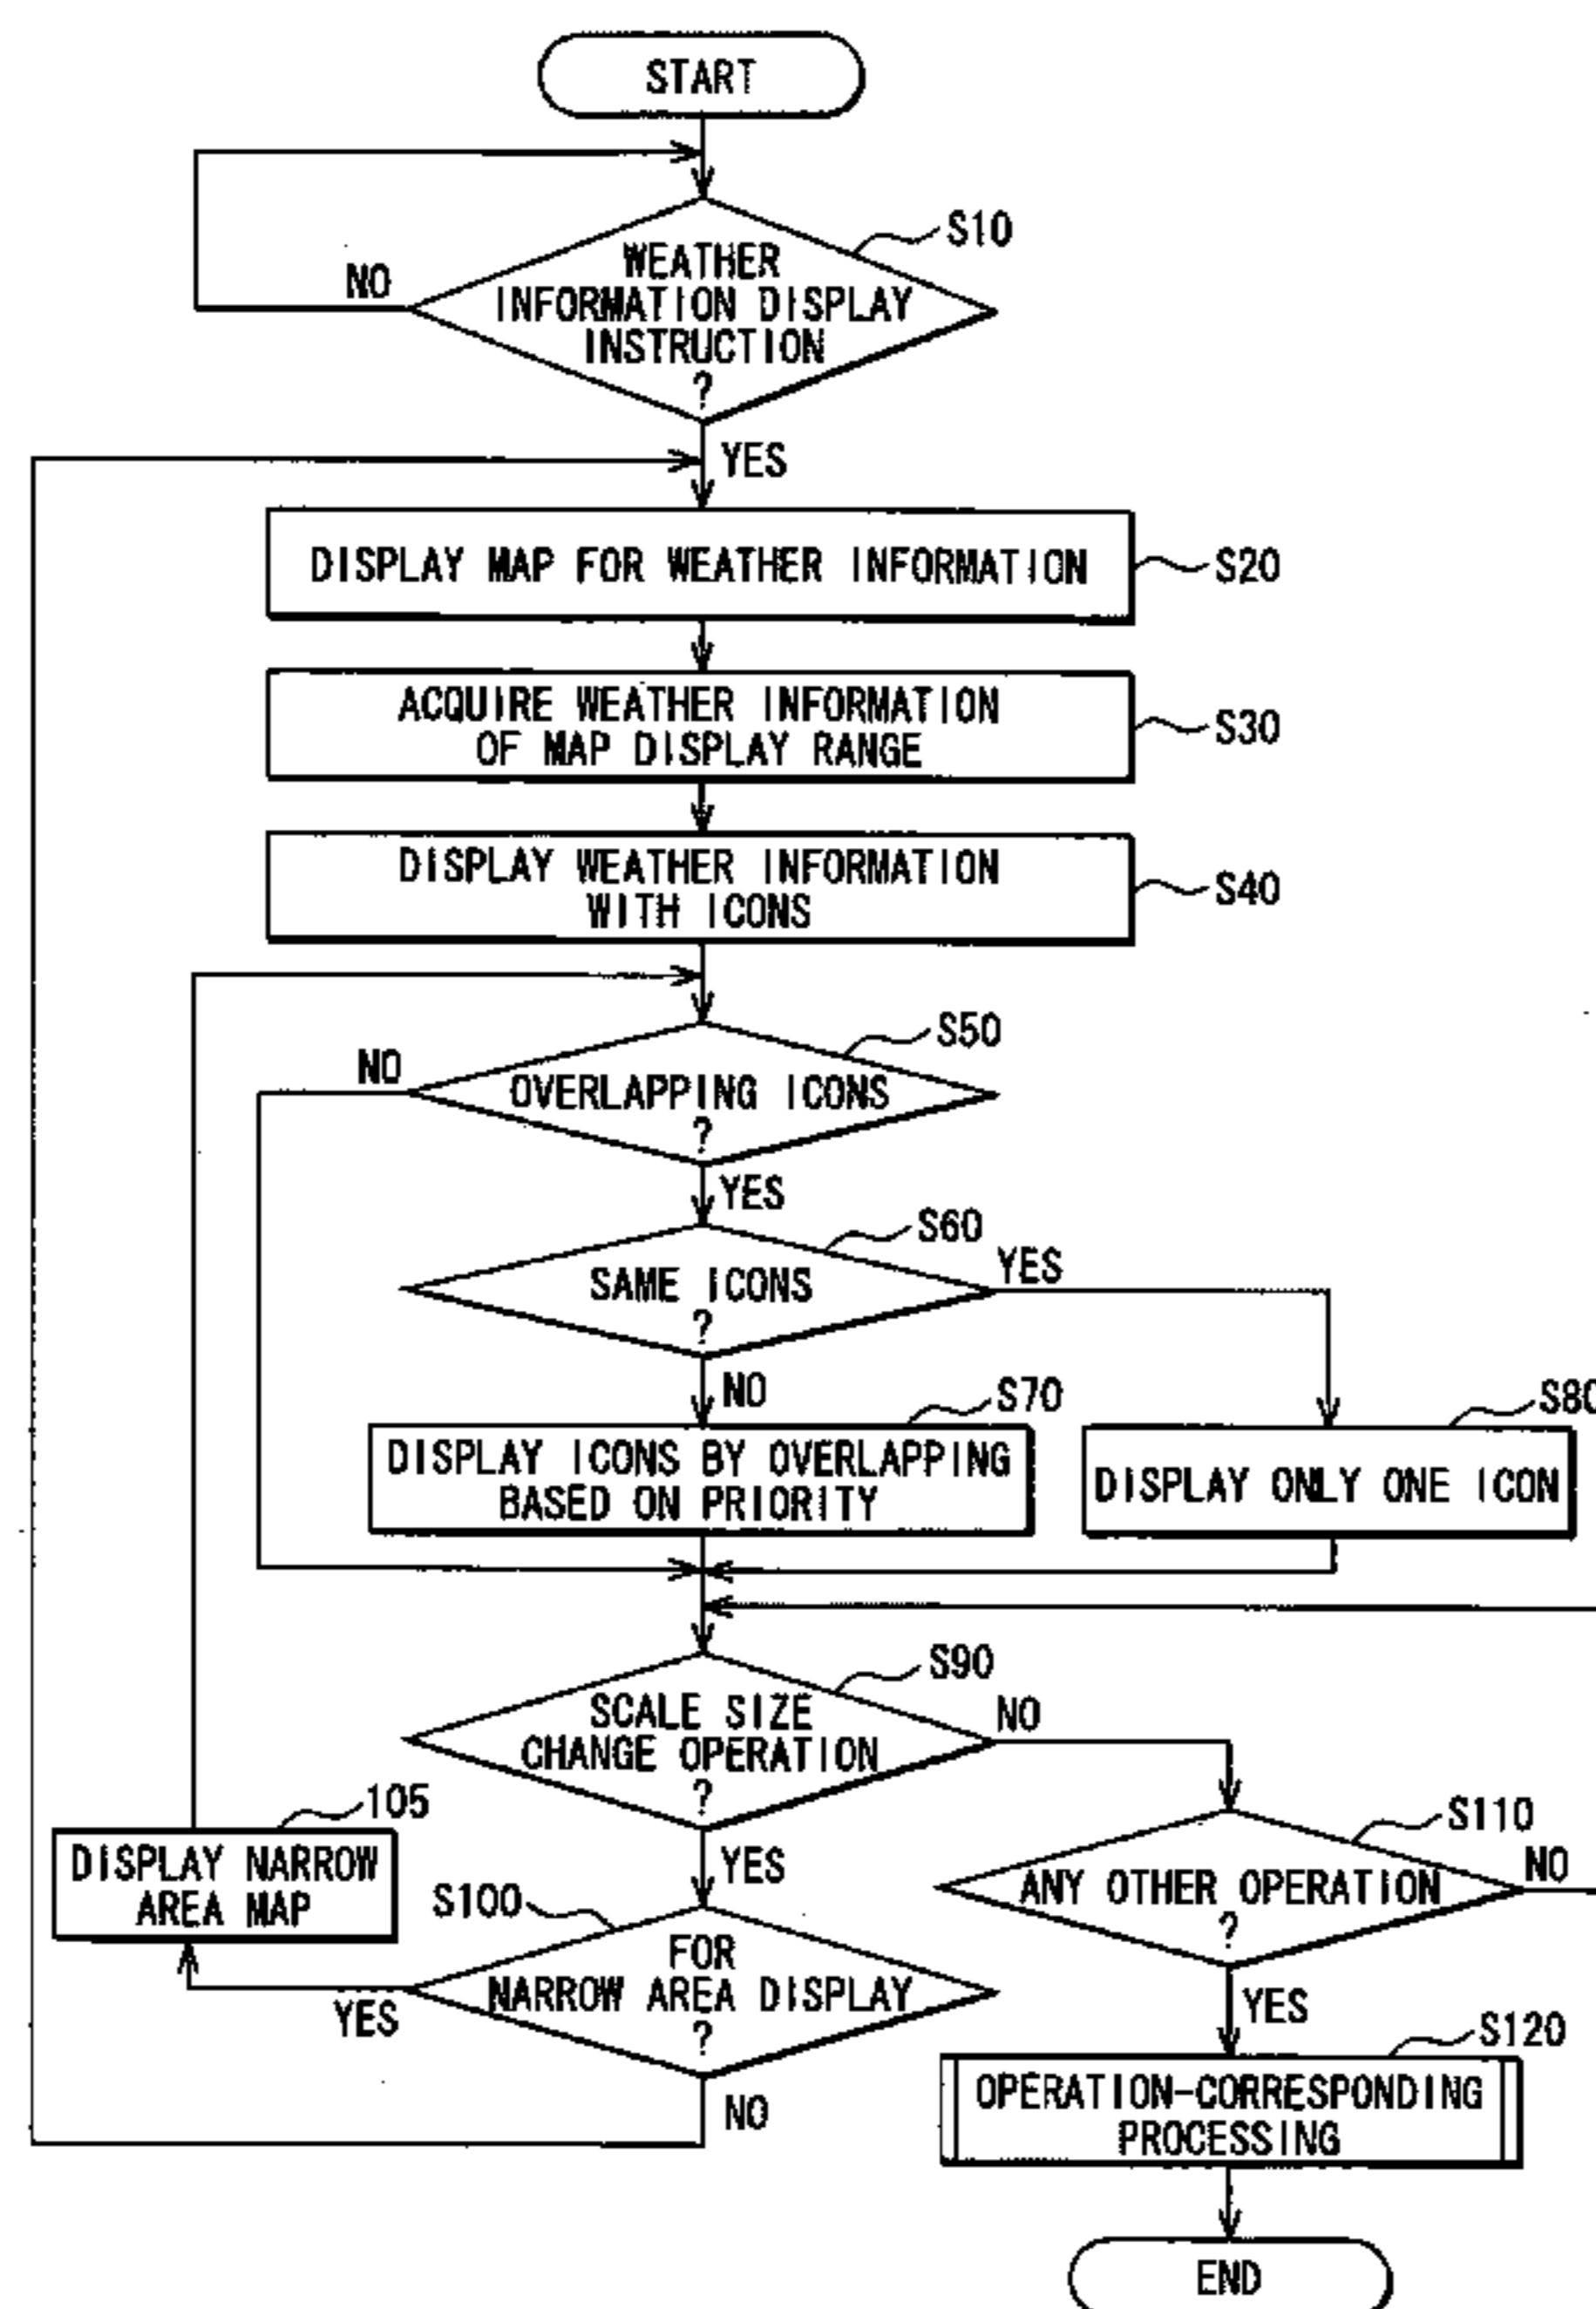 START
S10
WEATHER
INFORMATION DISPLAY
INSTRUCTION
?
NO
YES
DISPLAY MAP FOR WEATHER INFORMATION
S20
ACQUIRE WEATHER INFORMATION
OF MAP DISPLAY RANGE
S30
DISPLAY WEATHER INFORMATION
WITH ICONS
S40
S50
NO
OVERLAPPING ICONS
?
YES
S60
SAME ICONS
?
YES
NO
S70
DISPLAY ICONS BY OVERLAPPING
BASED ON PRIORITY
S80
DISPLAY ONLY ONE ICON
S90
SCALE SIZE
CHANGE OPERATION
?
NO
YES
105
DISPLAY NARROW
AREA MAP
S100
FOR
NARROW AREA DISPLAY
?
YES
NO
S110
ANY OTHER OPERATION
?
NO
YES
S120
OPERATION-CORRESPONDING
PROCESSING
END